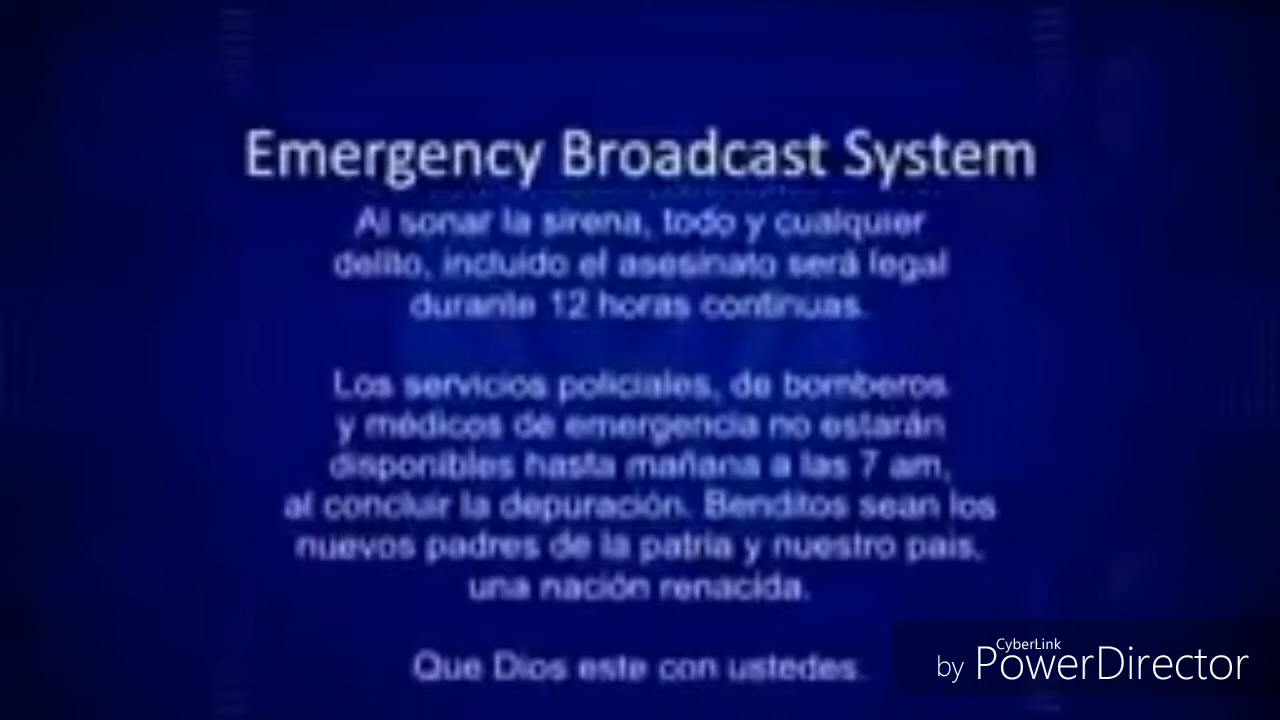 Emergency Broadcast System
Al sonar la sirena, todo y cualquier
delito, incluido el asesinato será legal
durante 12 horas continuas.
Los servicios policiales, de bomberos
y médicos de emergencia no estarán
disponibles hasta mañana a las 7 am,
al concluir la depuración. Benditos sean los
nuevos padres de la patria y nuestro pais,
una nación renacida.
Que Dios este con ustedes.
CyberLink
by PowerDirector